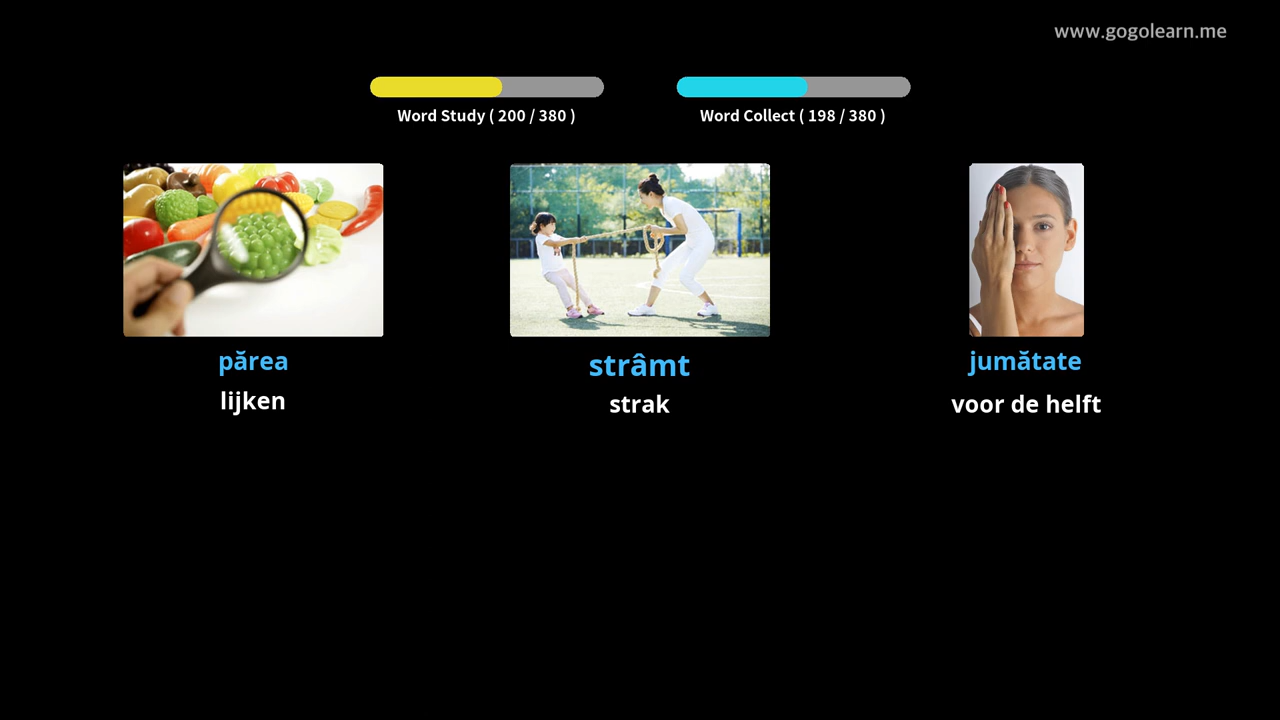 www.gogolearn.me
Word Study ( 200 / 380 )
Word Collect ( 198 / 380 )
părea
lijken
strâmt
strak
jumătate
voor de helft